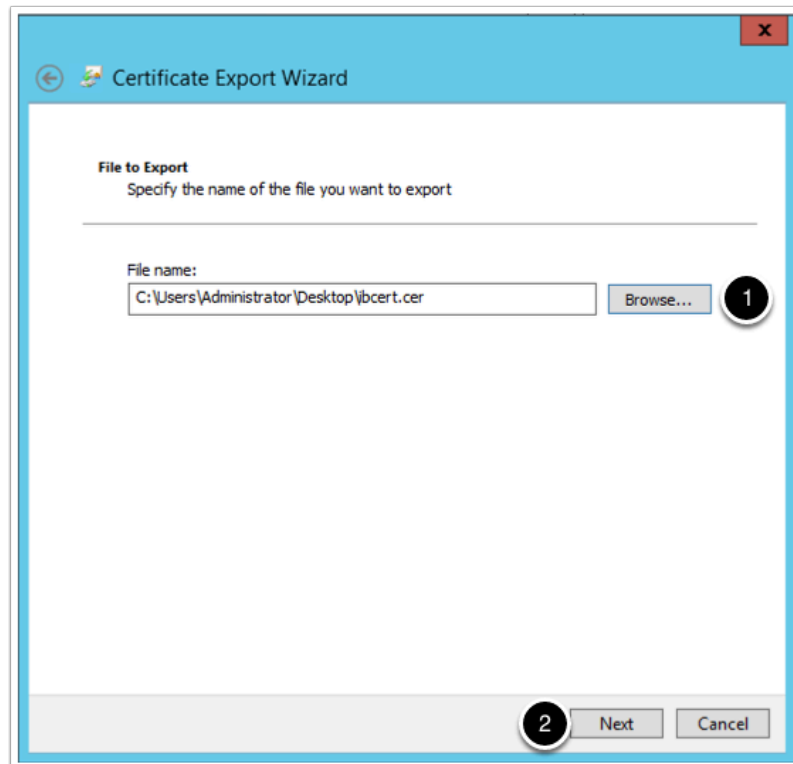 x
Certificate Export Wizard
File to Export
Specify the name of the file you want to export
File name:
C:\Users\Administrator\Desktop\ibcert.cer
Browse... 1
2 Next Cancel